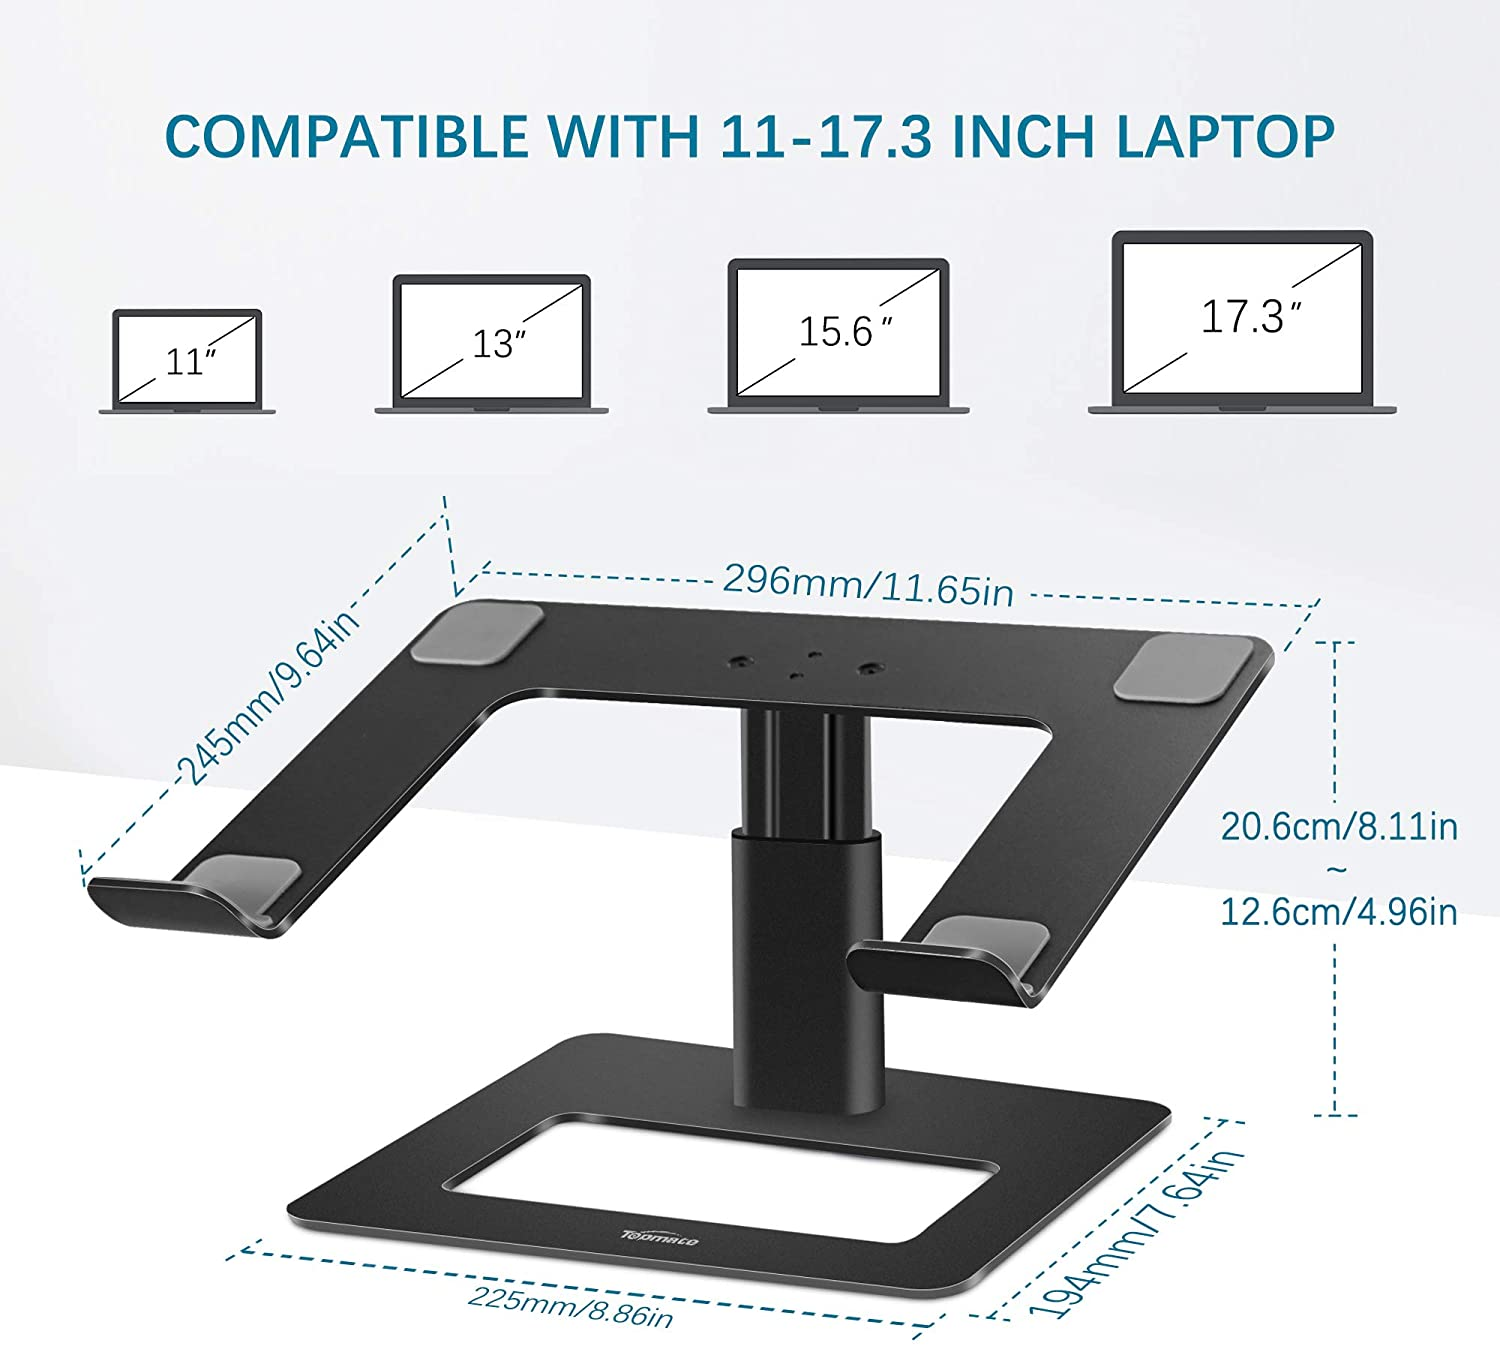 COMPATIBLE WITH 11-17.3 INCH LAPTOP
11″
13″
15.6″
17.3″
296mm/11.65in
245mm/9.64in
20.6cm/8.11in
~
12.6cm/4.96in
Topmate
225mm/8.86in
194mm/7.64in